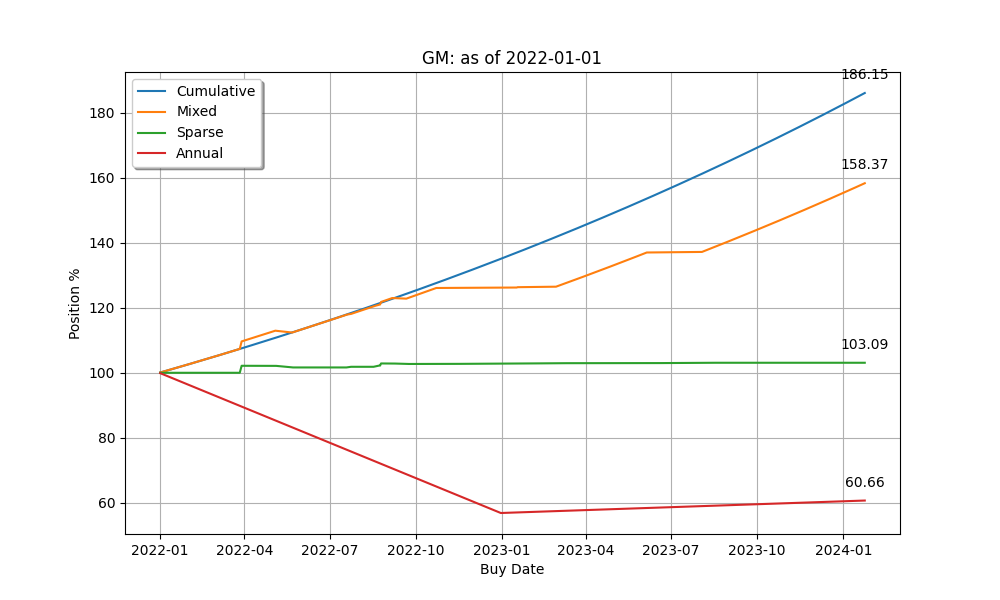 GM: as of 2022-01-01
186.15
Cumulative
Mixed
Sparse
Annual
158.37
103.09
60.66
180
160
140
120
100
80
60
Position %
2022-01 2022-04 2022-07 2022-10 2023-01 2023-04 2023-07 2023-10 2024-01
Buy Date